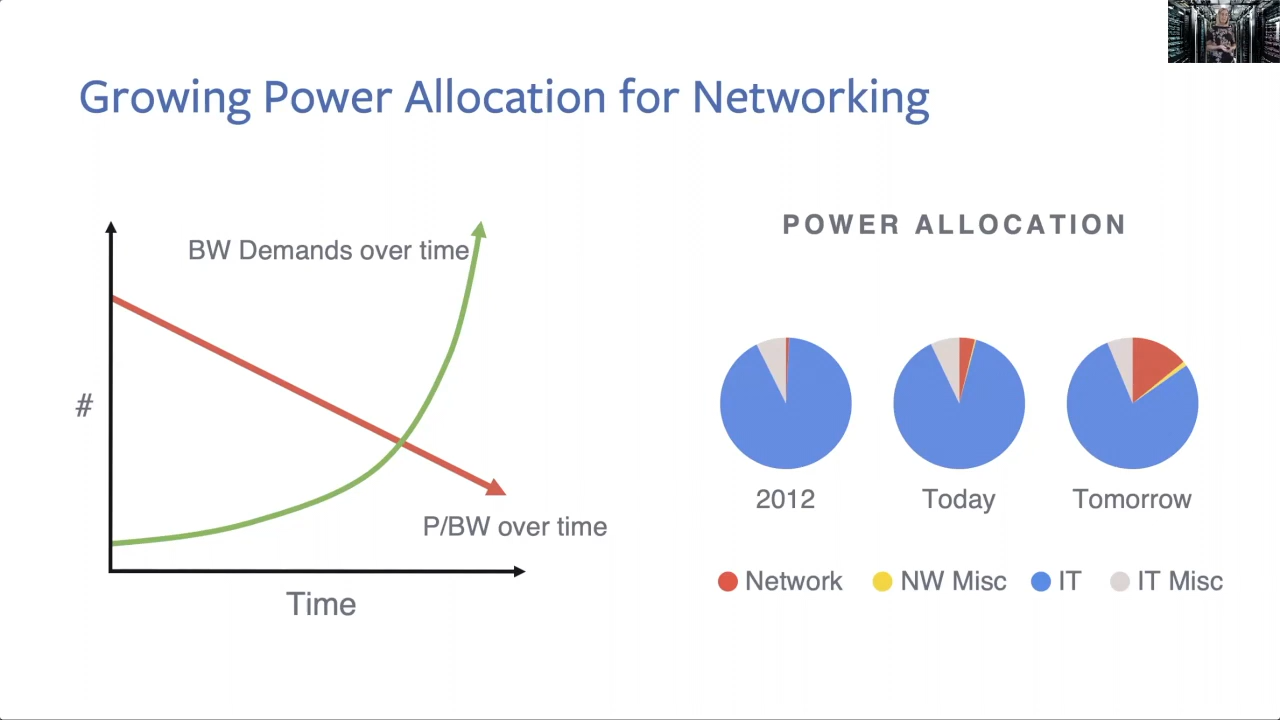 Growing Power Allocation for Networking
BW Demands over time
#
P/BW over time
Time
POWER ALLOCATION
2012
Today
Tomorrow
Network
NW Misc
IT
IT Misc